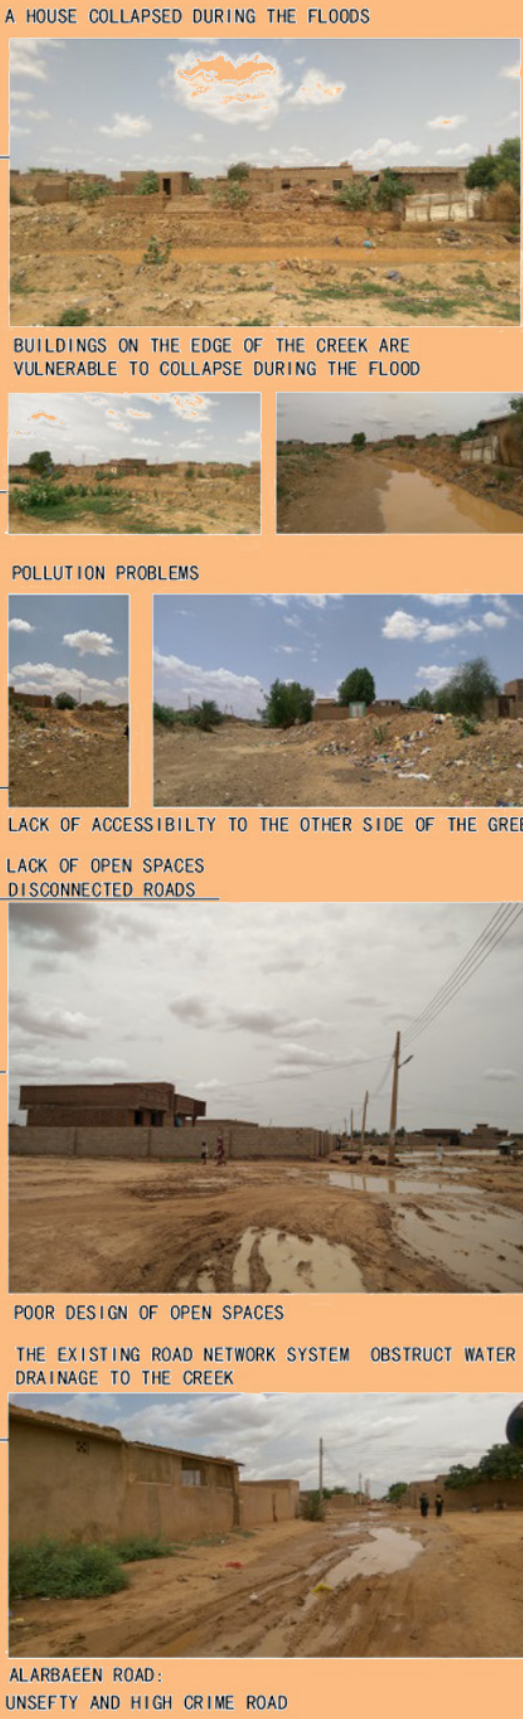 A HOUSE COLLAPSED DURING THE FLOODS
BUILDINGS ON THE EDGE OF THE CREEK ARE
VULNERABLE TO COLLAPSE DURING THE FLOOD
POLLUTION PROBLEMS
LACK OF ACCESSIBILTY TO THE OTHER SIDE OF THE GREE
LACK OF OPEN SPACES
DISCONNECTED ROADS
POOR DESIGN OF OPEN SPACES
THE EXISTING ROAD NETWORK SYSTEM OBSTRUCT WATER
DRAINAGE TO THE CREEK
ALARBAEEN ROAD:
UNSEFTY AND HIGH CRIME ROAD